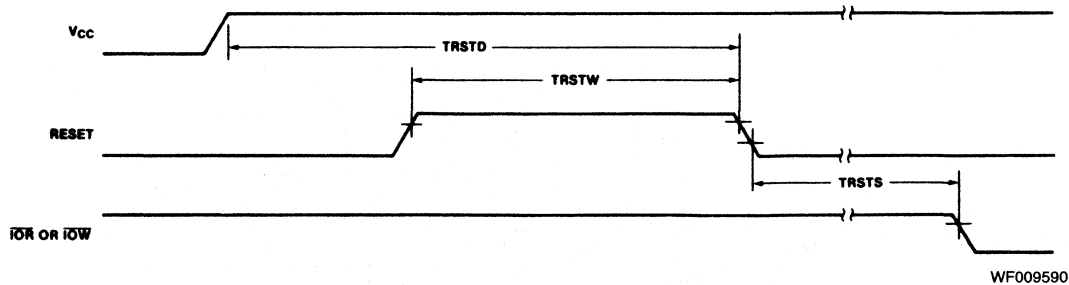 VCC
TRSTD
TRSTW
RESET
TRSTS
IOR OR IOW
WF009590